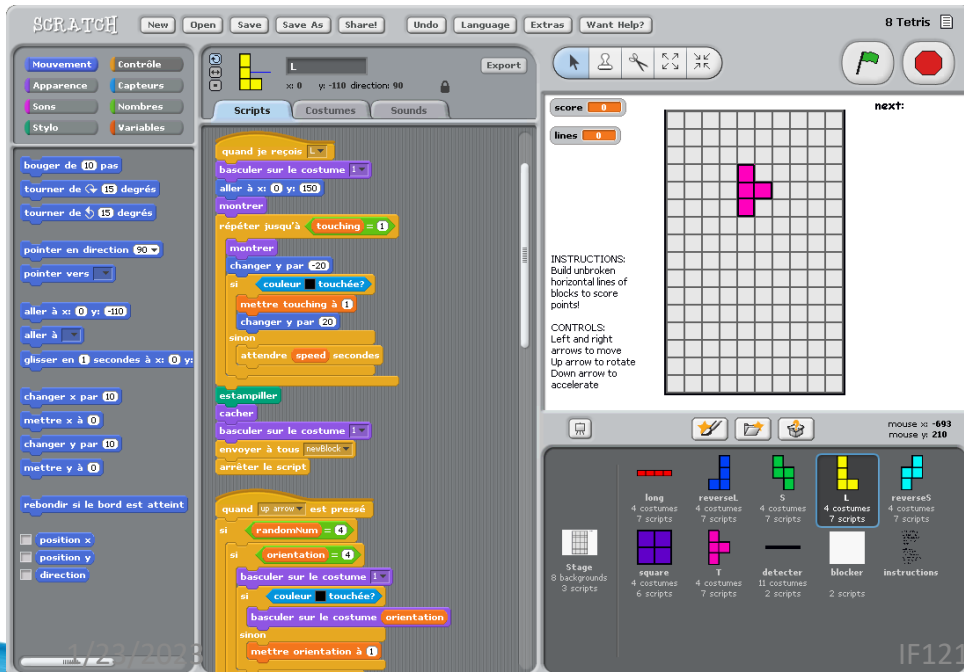 SCRATCH
New
Open
Save
Save As
Share!
Undo
Language
Extras
Want Help?
8 Tetris
Mouvement
Contrôle
Apparence
Capteurs
Sons
Nombres
Stylo
Variables
L
x: 0 y: -110 direction: 90
Export
Scripts
Costumes
Sounds
bouger de 10 pas
tourner de 15 degrés
tourner de 15 degrés
pointer en direction 90
pointer vers
aller à x: 0 y: -110
aller à
glisser en 1 secondes à x: 0 y:
changer x par 10
mettre x à 0
changer y par 10
mettre y à 0
rebondir si le bord est atteint
position x
position y
direction
quand je reçois L
basculer sur le costume 1
aller à x: 0 y: 150
montrer
répéter jusqu'à touching = 1
montrer
changer y par -20
si couleur touchée?
mettre touching à 1
changer y par 20
sinon
attendre speed secondes
estampiller
cacher
basculer sur le costume 1
envoyer à tous newBlock
arrêter le script
quand up arrow est pressé
si randomNum = 4
si orientation = 4
basculer sur le costume 1
si couleur touchée?
basculer sur le costume orientation
sinon
mettre orientation à 1
score 0
lines 0
next:
INSTRUCTIONS:
Build unbroken
horizontal lines of
blocks to score
points!
CONTROLS:
Left and right
arrows to move
Up arrow to rotate
Down arrow to
accelerate
mouse x: -693
mouse y: 210
long
4 costumes
7 scripts
reverseL
4 costumes
7 scripts
S
4 costumes
7 scripts
L
4 costumes
7 scripts
reverseS
4 costumes
7 scripts
Stage
8 backgrounds
3 scripts
square
4 costumes
6 scripts
T
4 costumes
7 scripts
detecter
11 costumes
2 scripts
blocker
2 scripts
instructions
IF121